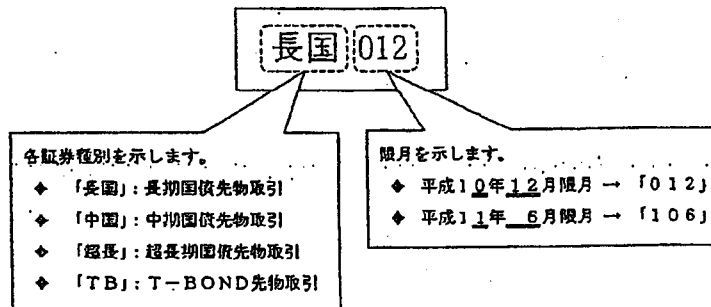 長国 012
各証券種別を示します。
◆ 「長国」:長期国債先物取引
◆ 「中国」:中期国債先物取引
◆ 「超長」:超長期国債先物取引
◆ 「TB」:T-BOND先物取引
限月を示します。
◆ 平成10年12月限月 → 「012」
◆ 平成11年 6月限月 → 「106」